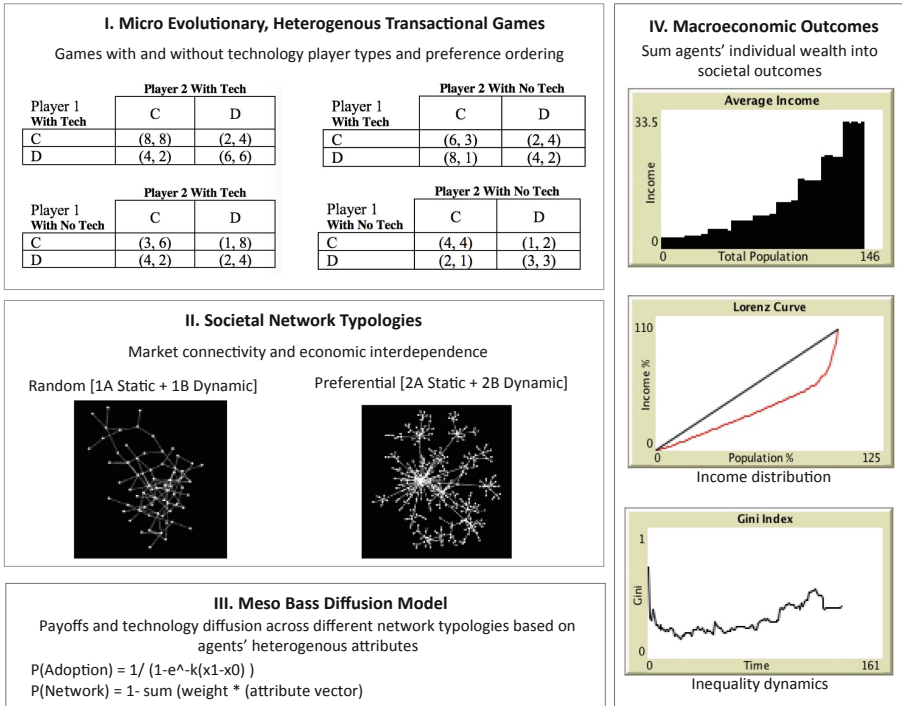 I. Micro Evolutionary, Heterogenous Transactional Games
Games with and without technology player types and preference ordering
Player 2 With Tech
Player 1
With Tech
C D
C (8, 8) (2, 4)
D (4, 2) (6, 6)
Player 2 With No Tech
Player 1
With Tech
C D
C (6, 3) (2, 4)
D (8, 1) (4, 2)
Player 2 With Tech
Player 1
With No Tech
C D
C (3, 6) (1, 8)
D (4, 2) (2, 4)
Player 2 With No Tech
Player 1
With No Tech
C D
C (4, 4) (1, 2)
D (2, 1) (3, 3)
II. Societal Network Typologies
Market connectivity and economic interdependence
Random [1A Static + 1B Dynamic]
Preferential [2A Static + 2B Dynamic]
III. Meso Bass Diffusion Model
Payoffs and technology diffusion across different network typologies based on
agents' heterogenous attributes
P(Adoption) = 1/ (1-e^-k(x1-x0) )
P(Network) = 1- sum (weight * (attribute vector)
IV. Macroeconomic Outcomes
Sum agents' individual wealth into
societal outcomes
Average Income
33.5
Income
0
0 Total Population 146
Lorenz Curve
110
Income %
0
0 Population % 125
Income distribution
Gini Index
1
Gini
0
0 Time 161
Inequality dynamics